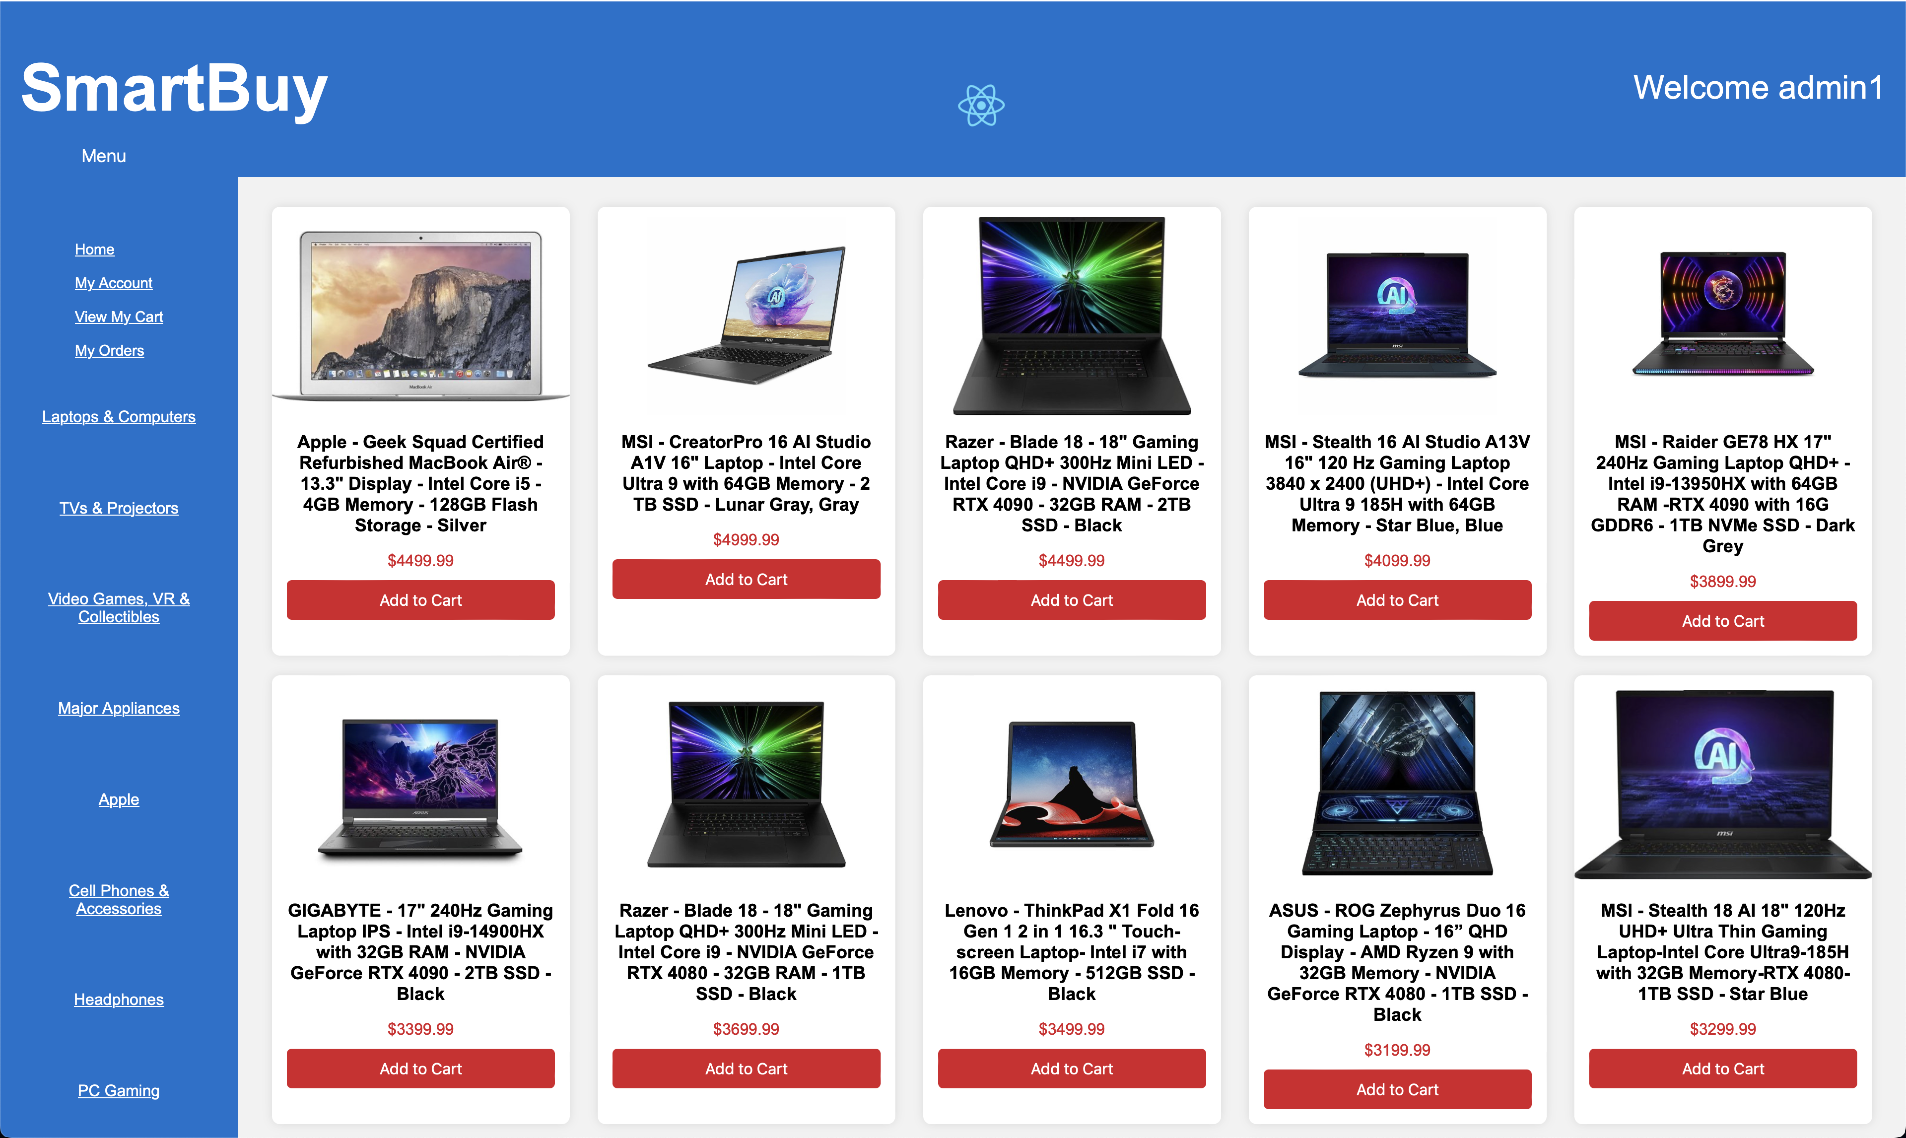 SmartBuy
Welcome admin1
Menu
Home
My Account
View My Cart
My Orders
Laptops & Computers
TVs & Projectors
Video Games, VR &
Collectibles
Major Appliances
Apple
Cell Phones &
Accessories
Headphones
PC Gaming
MacBook Air
Apple - Geek Squad Certified
Refurbished MacBook Air® -
13.3" Display - Intel Core i5 -
4GB Memory - 128GB Flash
Storage - Silver
$4499.99
Add to Cart
AI
MSI - CreatorPro 16 AI Studio
A1V 16" Laptop - Intel Core
Ultra 9 with 64GB Memory - 2
TB SSD - Lunar Gray, Gray
$4999.99
Add to Cart
Razer - Blade 18 - 18" Gaming
Laptop QHD+ 300Hz Mini LED -
Intel Core i9 - NVIDIA GeForce
RTX 4090 - 32GB RAM - 2TB
SSD - Black
$4499.99
Add to Cart
AI
msi
MSI - Stealth 16 AI Studio A13V
16" 120 Hz Gaming Laptop
3840 x 2400 (UHD+) - Intel Core
Ultra 9 185H with 64GB
Memory - Star Blue, Blue
$4099.99
Add to Cart
MSI - Raider GE78 HX 17"
240Hz Gaming Laptop QHD+ -
Intel i9-13950HX with 64GB
RAM -RTX 4090 with 16G
GDDR6 - 1TB NVMe SSD - Dark
Grey
$3899.99
Add to Cart
GIGABYTE - 17" 240Hz Gaming
Laptop IPS - Intel i9-14900HX
with 32GB RAM - NVIDIA
GeForce RTX 4090 - 2TB SSD -
Black
$3399.99
Add to Cart
Razer - Blade 18 - 18" Gaming
Laptop QHD+ 300Hz Mini LED -
Intel Core i9 - NVIDIA GeForce
RTX 4080 - 32GB RAM - 1TB
SSD - Black
$3699.99
Add to Cart
Lenovo - ThinkPad X1 Fold 16
Gen 1 2 in 1 16.3 " Touch-
screen Laptop- Intel i7 with
16GB Memory - 512GB SSD -
Black
$3499.99
Add to Cart
ASUS - ROG Zephyrus Duo 16
Gaming Laptop - 16” QHD
Display - AMD Ryzen 9 with
32GB Memory - NVIDIA
GeForce RTX 4080 - 1TB SSD -
Black
$3199.99
Add to Cart
AI
msi
MSI - Stealth 18 AI 18" 120Hz
UHD+ Ultra Thin Gaming
Laptop-Intel Core Ultra9-185H
with 32GB Memory-RTX 4080-
1TB SSD - Star Blue
$3299.99
Add to Cart